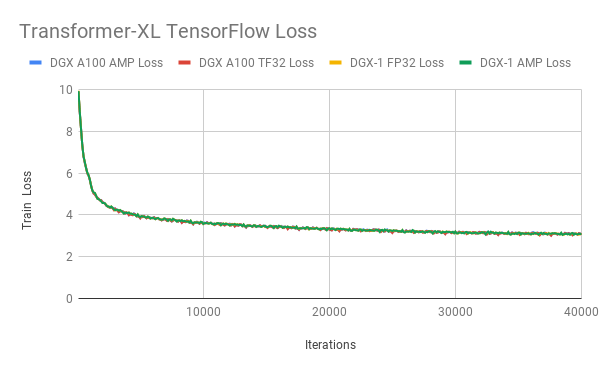 Transformer-XL TensorFlow Loss
DGX A100 AMP Loss DGX A100 TF32 Loss DGX-1 FP32 Loss DGX-1 AMP Loss
10
8
6
4
2
0
Train Loss
10000 20000 30000 40000
Iterations